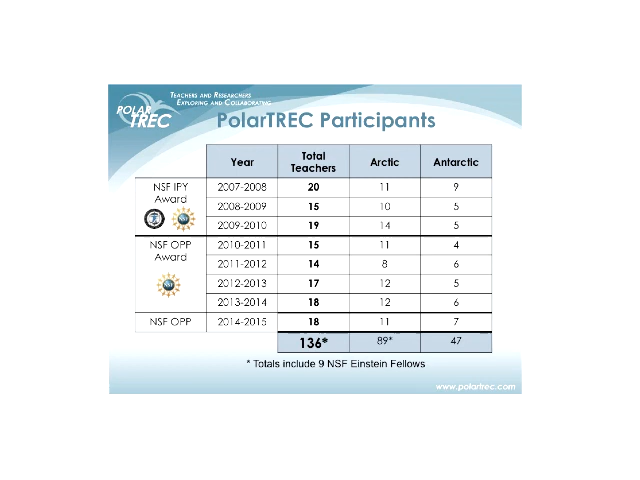 TEACHERS AND RESEARCHERS
EXPLORING AND COLLABORATING
POLAR
TREC
PolarTREC Participants
Year Total Teachers Arctic Antarctic
NSF IPY Award 2007-2008 20 11 9
2008-2009 15 10 5
NSF 2009-2010 19 14 5
NSF OPP Award 2010-2011 15 11 4
2011-2012 14 8 6
NSF 2012-2013 17 12 5
2013-2014 18 12 6
NSF OPP 2014-2015 18 11 7
136* 89* 47
* Totals include 9 NSF Einstein Fellows
www.polartrec.com